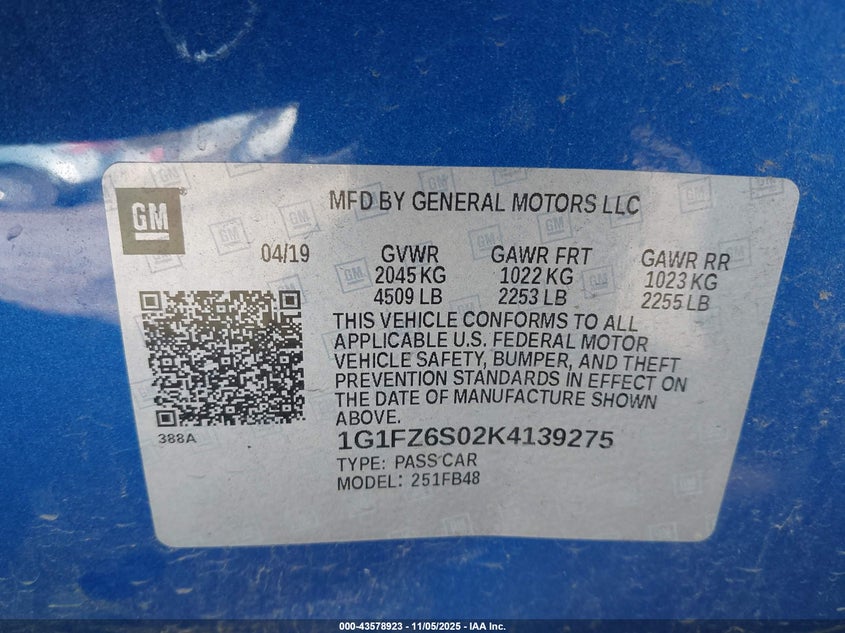 GM
MFD BY GENERAL MOTORS LLC
04/19
GVWR
2045 KG
4509 LB
GAWR FRT
1022 KG
2253 LB
GAWR RR
1023 KG
2255 LB
THIS VEHICLE CONFORMS TO ALL
APPLICABLE U.S. FEDERAL MOTOR
VEHICLE SAFETY, BUMPER, AND THEFT
PREVENTION STANDARDS IN EFFECT ON
THE DATE OF MANUFACTURE SHOWN
ABOVE.
388A
1G1FZ6S02K4139275
TYPE: PASS CAR
MODEL: 251FB48
000-43578923 - 11/05/2025 - IAA Inc.